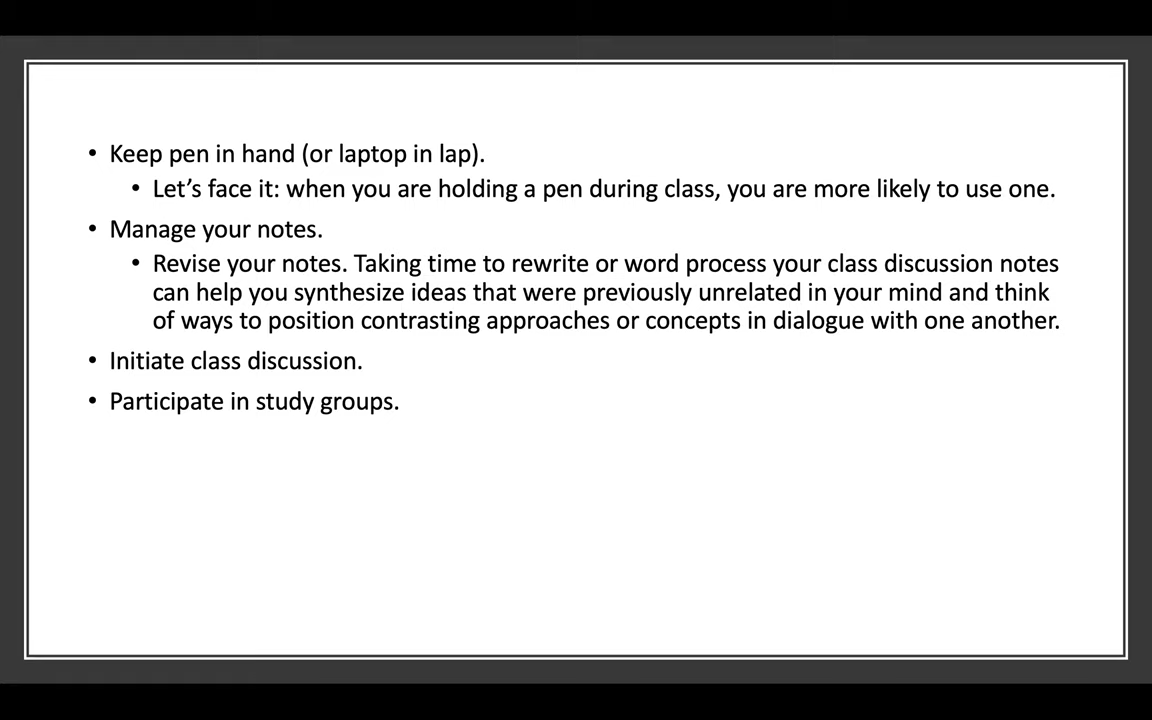 • Keep pen in hand (or laptop in lap).
• Let’s face it: when you are holding a pen during class, you are more likely to use one.
• Manage your notes.
• Revise your notes. Taking time to rewrite or word process your class discussion notes
can help you synthesize ideas that were previously unrelated in your mind and think
of ways to position contrasting approaches or concepts in dialogue with one another.
• Initiate class discussion.
• Participate in study groups.